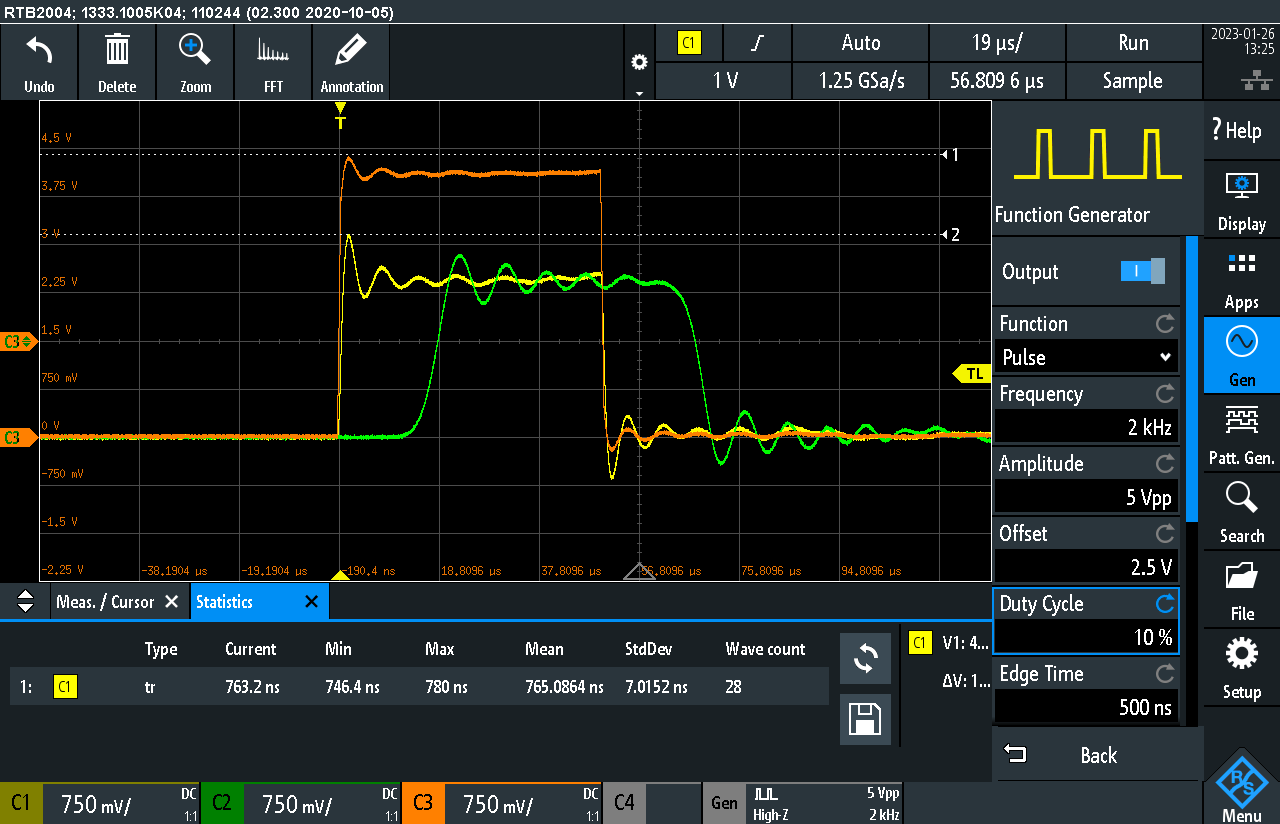 RTB2004; 1333.1005K04; 110244 (02.300 2020-10-05)
Undo
Delete
Zoom
FFT
Annotation
C1
Auto
19 µs/
Run
1 V
1.25 GSa/s
56.809 6 µs
Sample
2023-01-26
13:25
T
4.5 V
3.75 V
3 V
2.25 V
1.5 V
750 mV
0 V
-750 mV
-1.5 V
-2.25 V
1
2
C3
C3
TL
-38.1904 µs
-19.1904 µs
-190.4 ns
18.8096 µs
37.8096 µs
56.8096 µs
75.8096 µs
94.8096 µs
Function Generator
Output
Function
Pulse
Frequency
2 kHz
Amplitude
5 Vpp
Offset
2.5 V
Duty Cycle
10 %
Edge Time
500 ns
Back
? Help
Display
Apps
Gen
Patt. Gen.
Search
File
Setup
R&S
Menu
Meas. / Cursor
Statistics
Type Current Min Max Mean StdDev Wave count
1: C1 tr 763.2 ns 746.4 ns 780 ns 765.0864 ns 7.0152 ns 28
C1 V1: 4...
ΔV: 1...
C1 750 mV/ DC 1:1
C2 750 mV/ DC 1:1
C3 750 mV/ DC 1:1
C4
Gen High-Z 5 Vpp 2 kHz